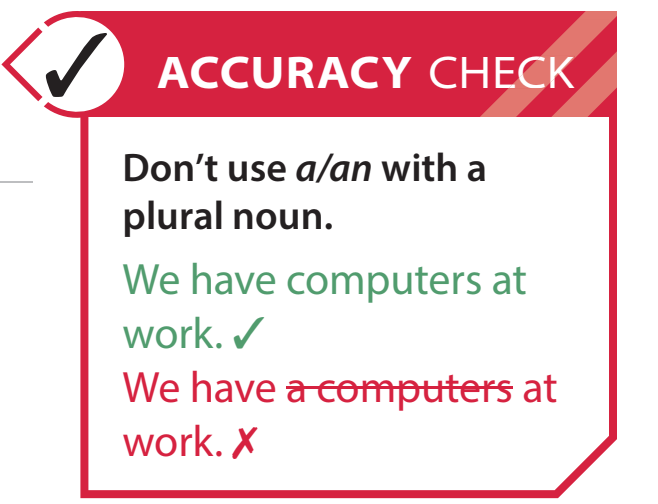 ACCURACY CHECK
Don't use a/an with a
plural noun.
We have computers at
work. ✓
We have a computers at
work. ✗